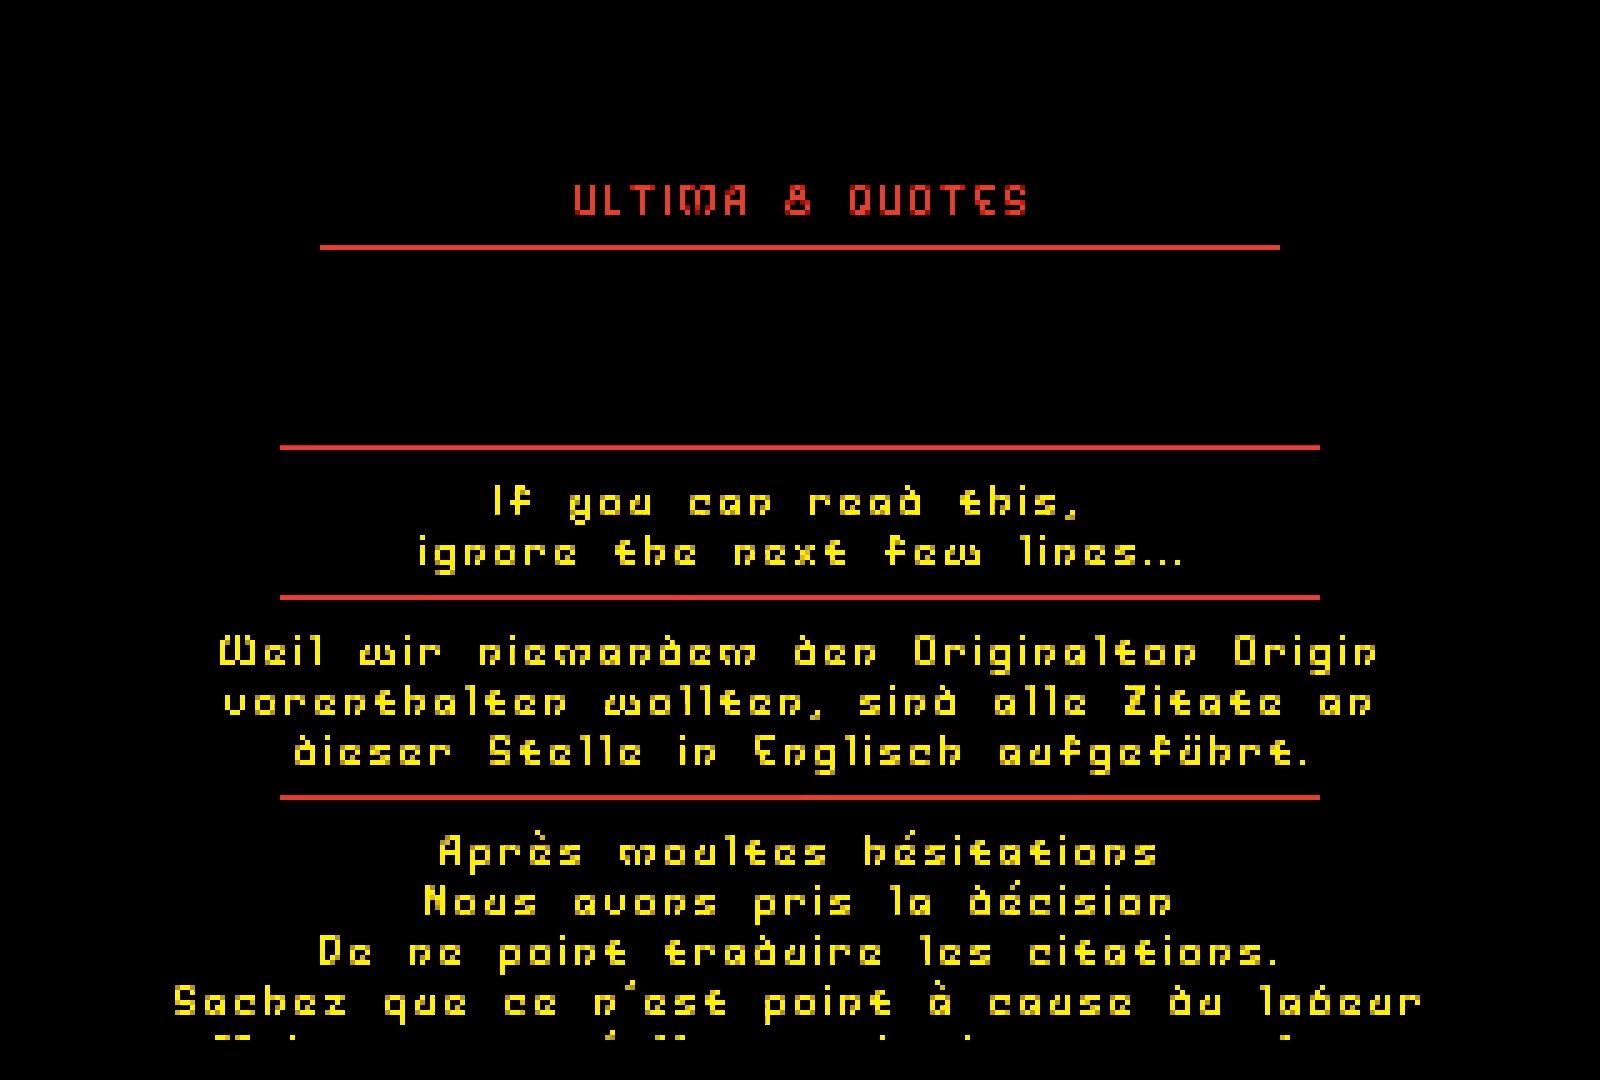 ULTIMA 8 QUOTES
If you can read this,
ignore the next few lines...
Weil wir niemandem den Originalton Origin
vorenthalten wollten, sind alle Zitate an
dieser Stelle in Englisch aufgeführt.
Après moultes hésitations
Nous avons pris la décision
De ne point traduire les citations.
Sachez que ce n'est point à cause du labeur